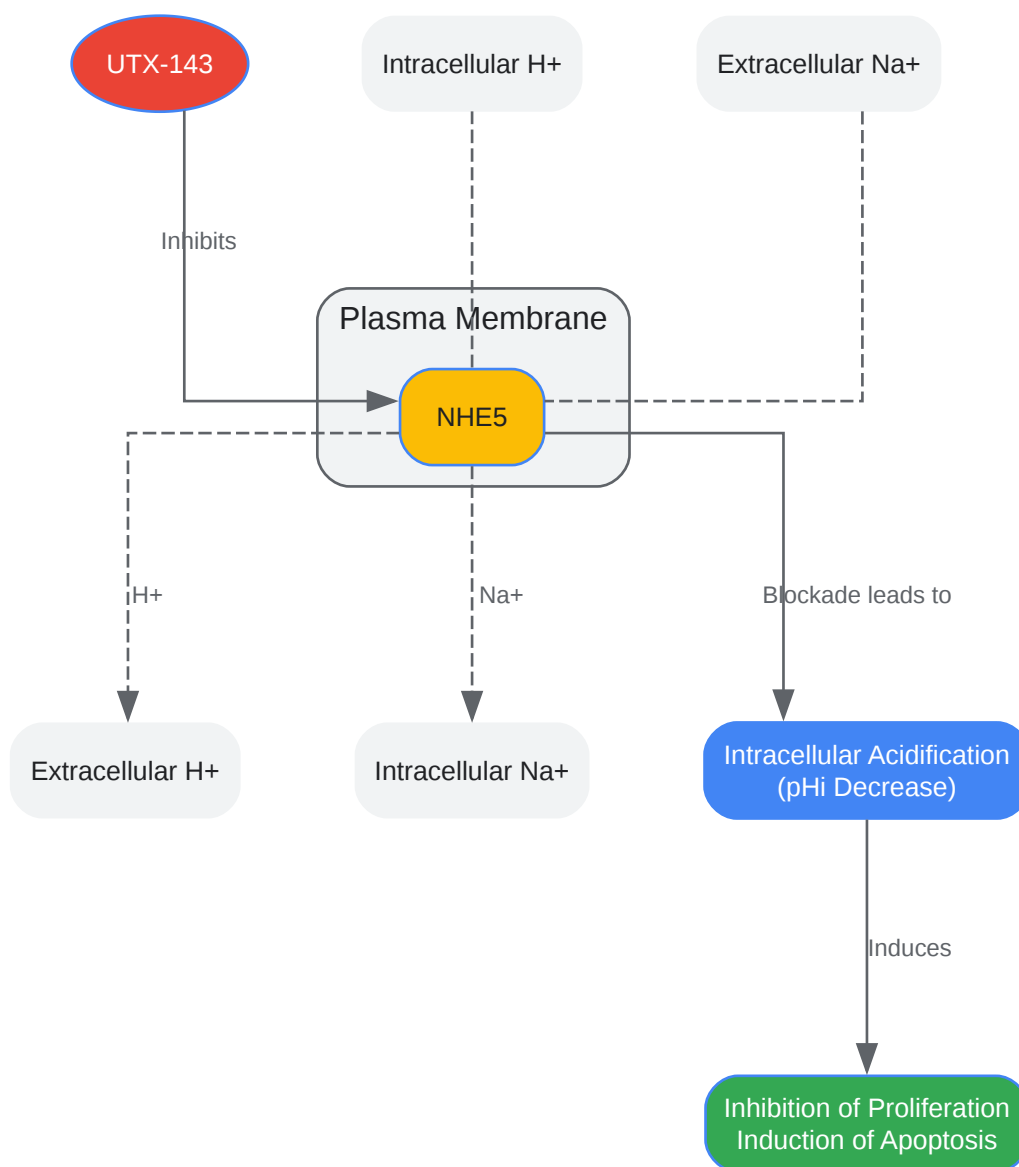 UTX-143
Intracellular H+
Extracellular Na+
Inhibits
Plasma Membrane
NHE5
H+
Na+
Blockade leads to
Extracellular H+
Intracellular Na+
Intracellular Acidification
(pHi Decrease)
Induces
Inhibition of Proliferation
Induction of Apoptosis